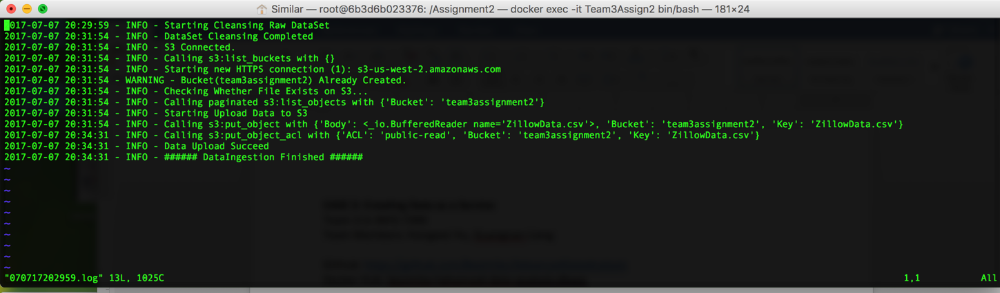 Similar — root@6b3d6b023376: /Assignment2 — docker exec -it Team3Assign2 bin/bash — 181×24
017-07-07 20:29:59 - INFO - Starting Cleansing Raw DataSet
2017-07-07 20:31:54 - INFO - DataSet Cleansing Completed
2017-07-07 20:31:54 - INFO - S3 Connected.
2017-07-07 20:31:54 - INFO - Calling s3:list_buckets with {}
2017-07-07 20:31:54 - INFO - Starting new HTTPS connection (1): s3-us-west-2.amazonaws.com
2017-07-07 20:31:54 - WARNING - Bucket(team3assignment2) Already Created.
2017-07-07 20:31:54 - INFO - Checking Whether File Exists on S3...
2017-07-07 20:31:54 - INFO - Calling paginated s3:list_objects with {'Bucket': 'team3assignment2'}
2017-07-07 20:31:54 - INFO - Starting Upload Data to S3
2017-07-07 20:31:54 - INFO - Calling s3:put_object with {'Body': <_io.BufferedReader name='ZillowData.csv'>, 'Bucket': 'team3assignment2', 'Key': 'ZillowData.csv'}
2017-07-07 20:34:31 - INFO - Calling s3:put_object_acl with {'ACL': 'public-read', 'Bucket': 'team3assignment2', 'Key': 'ZillowData.csv'}
2017-07-07 20:34:31 - INFO - Data Upload Succeed
2017-07-07 20:34:31 - INFO - ###### DataIngestion Finished ######
~
~
~
~
~
~
~
~
~
~
"070717202959.log" 13L, 1025C 1,1 All